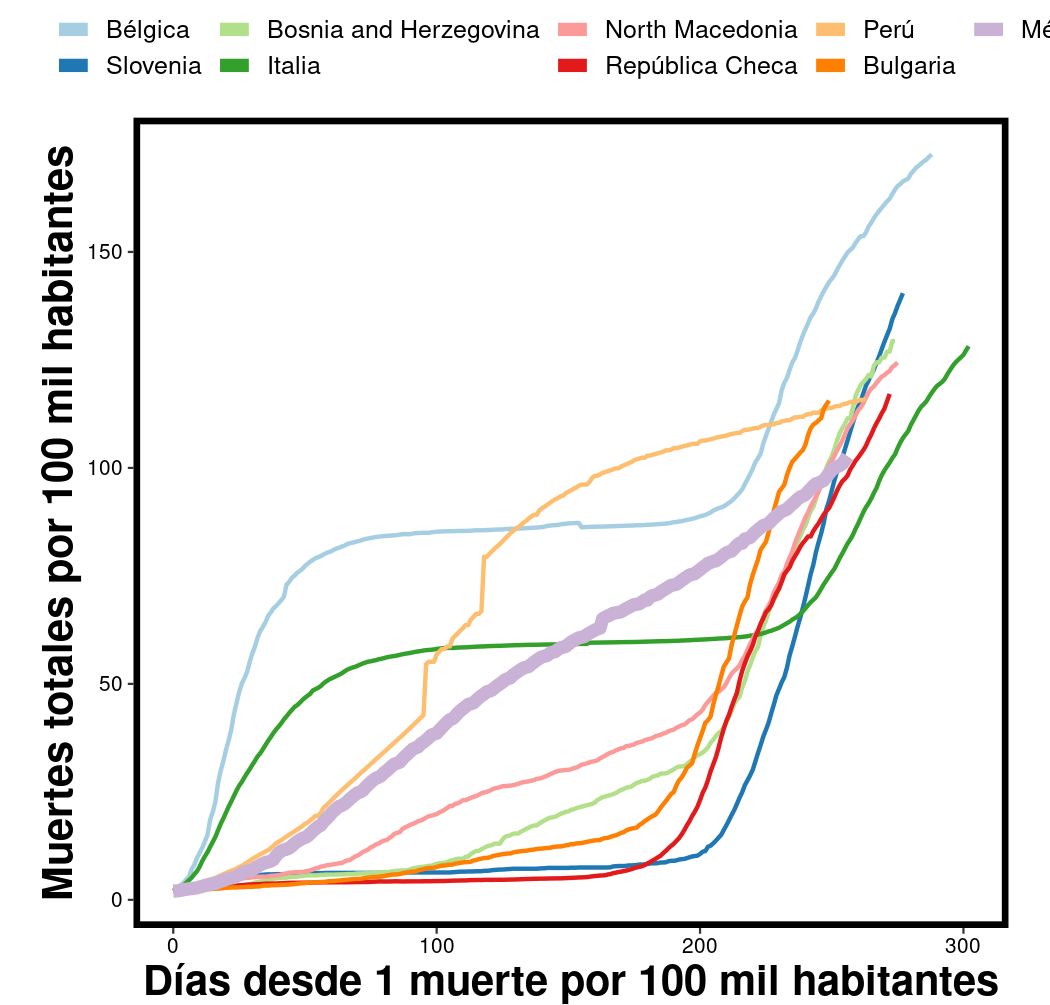 Bélgica Bosnia and Herzegovina North Macedonia Perú Mé
Slovenia Italia República Checa Bulgaria
Muertes totales por 100 mil habitantes
150
100
50
0
0 100 200 300
Días desde 1 muerte por 100 mil habitantes